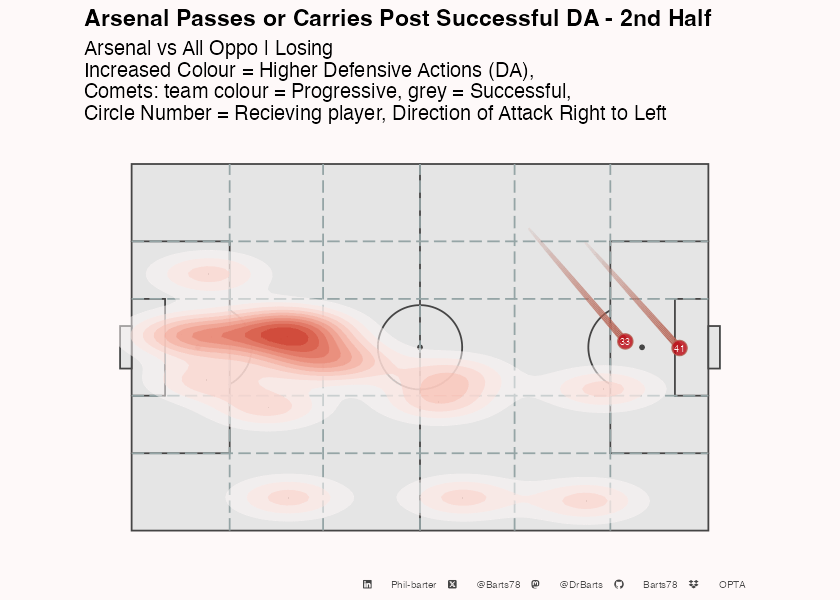 Arsenal Passes or Carries Post Successful DA - 2nd Half
Arsenal vs All Oppo | Losing
Increased Colour = Higher Defensive Actions (DA),
Comets: team colour = Progressive, grey = Successful,
Circle Number = Recieving player, Direction of Attack Right to Left
33
41
Phil-barter @Barts78 @DrBarts Barts78 OPTA